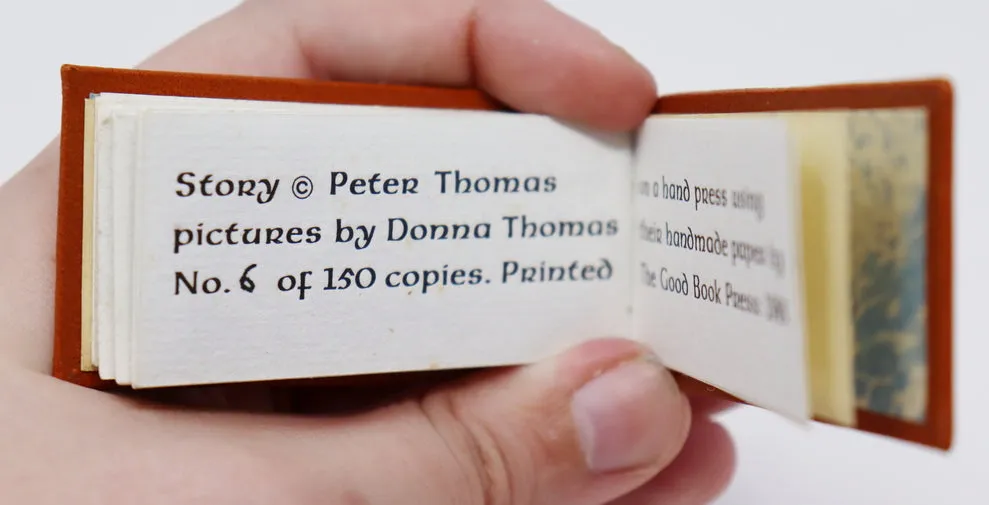 Story © Peter Thomas
pictures by Donna Thomas
No. 6 of 150 copies. Printed
on a hand press using
their handmade paper by
The Good Book Press